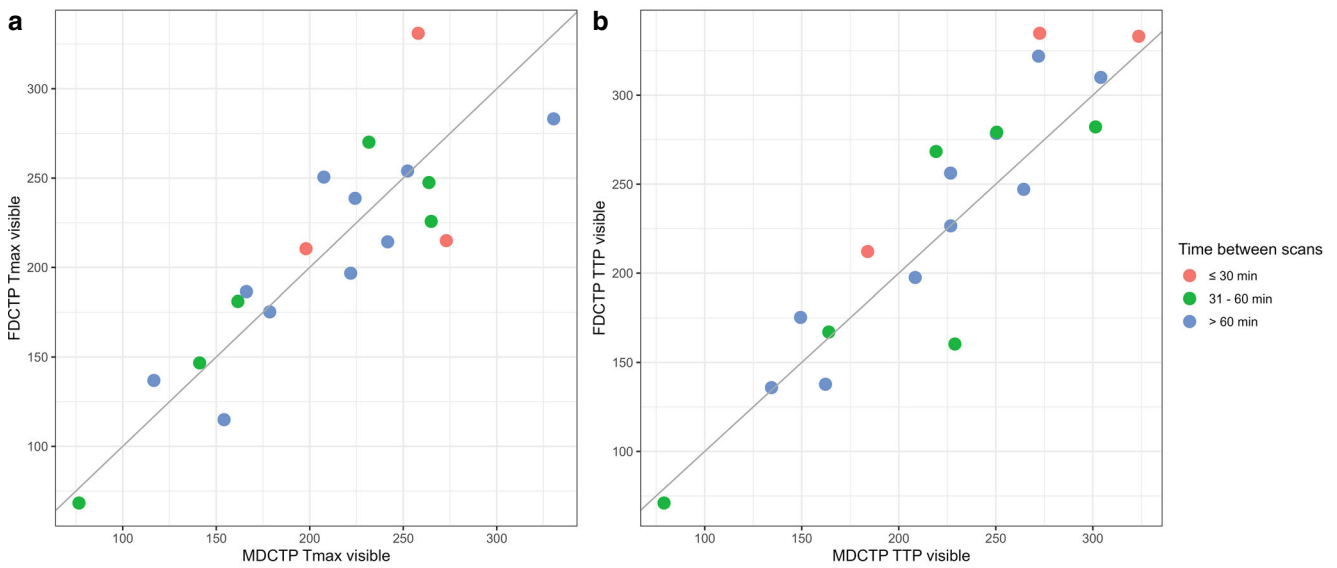 a
300
250
200
150
100
FDCTP Tmax visible
100 150 200 250 300
MDCTP Tmax visible
b
300
250
200
150
100
FDCTP TTP visible
100 150 200 250 300
MDCTP TTP visible
Time between scans
≤ 30 min
31 - 60 min
> 60 min